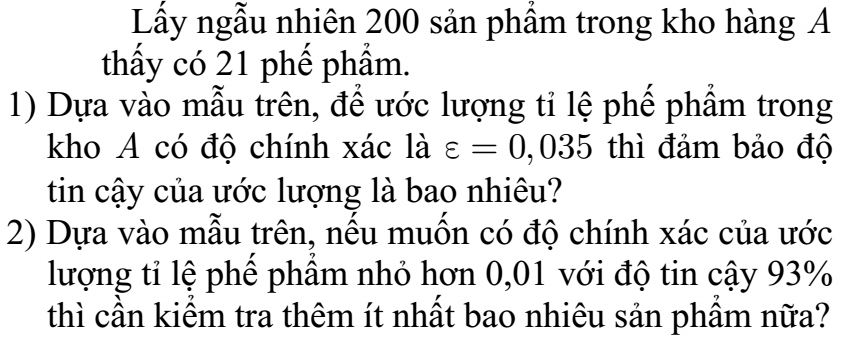 Lấy ngẫu nhiên 200 sản phẩm trong kho hàng A
thấy có 21 phế phẩm.
1) Dựa vào mẫu trên, để ước lượng tỉ lệ phế phẩm trong
kho A có độ chính xác là ε = 0,035 thì đảm bảo độ
tin cậy của ước lượng là bao nhiêu?
2) Dựa vào mẫu trên, nếu muốn có độ chính xác của ước
lượng tỉ lệ phế phẩm nhỏ hơn 0,01 với độ tin cậy 93%
thì cần kiểm tra thêm ít nhất bao nhiêu sản phẩm nữa?